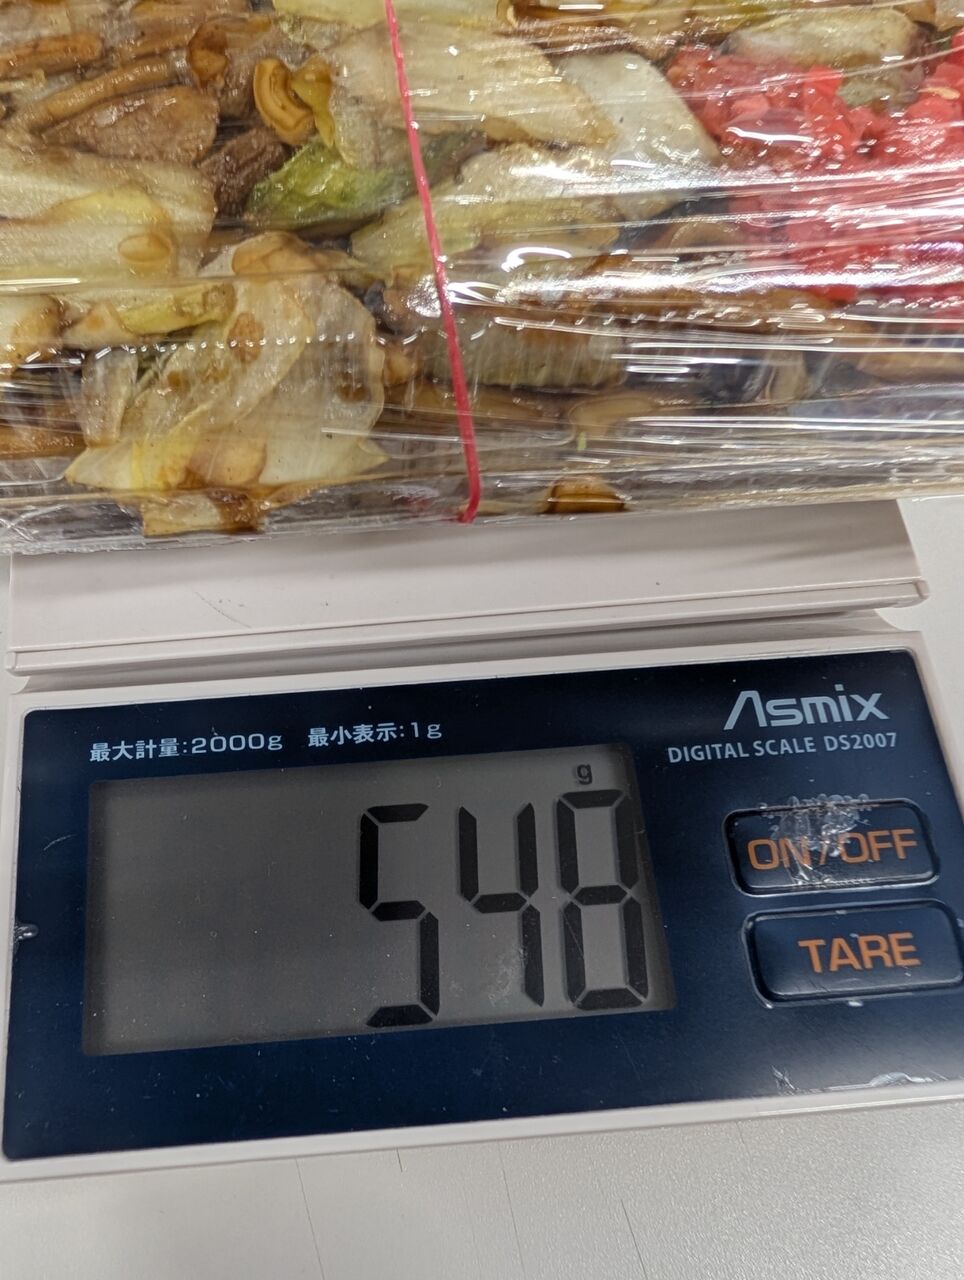 Asmix
最大計量:2000g 最小表示:1g
DIGITAL SCALE DS2007
g
548
ON/OFF
TARE